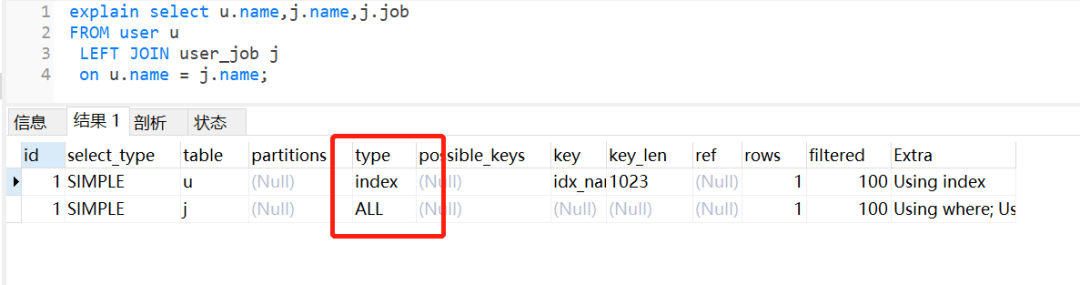 1 explain select u.name,j.name,j.job
2 FROM user u
3 LEFT JOIN user_job j
4 on u.name = j.name;
信息 结果 1 剖析 状态
id select_type table partitions type possible_keys key key_len ref rows filtered Extra
1 SIMPLE u (Null) index (Null) idx_nar 1023 (Null) 1 100 Using index
1 SIMPLE j (Null) ALL (Null) (Null) (Null) (Null) 1 100 Using where; Us